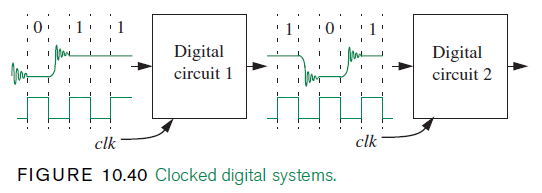 0 1 1
1 0 1
Digital
circuit 1
Digital
circuit 2
clk
clk
FIGURE 10.40 Clocked digital systems.